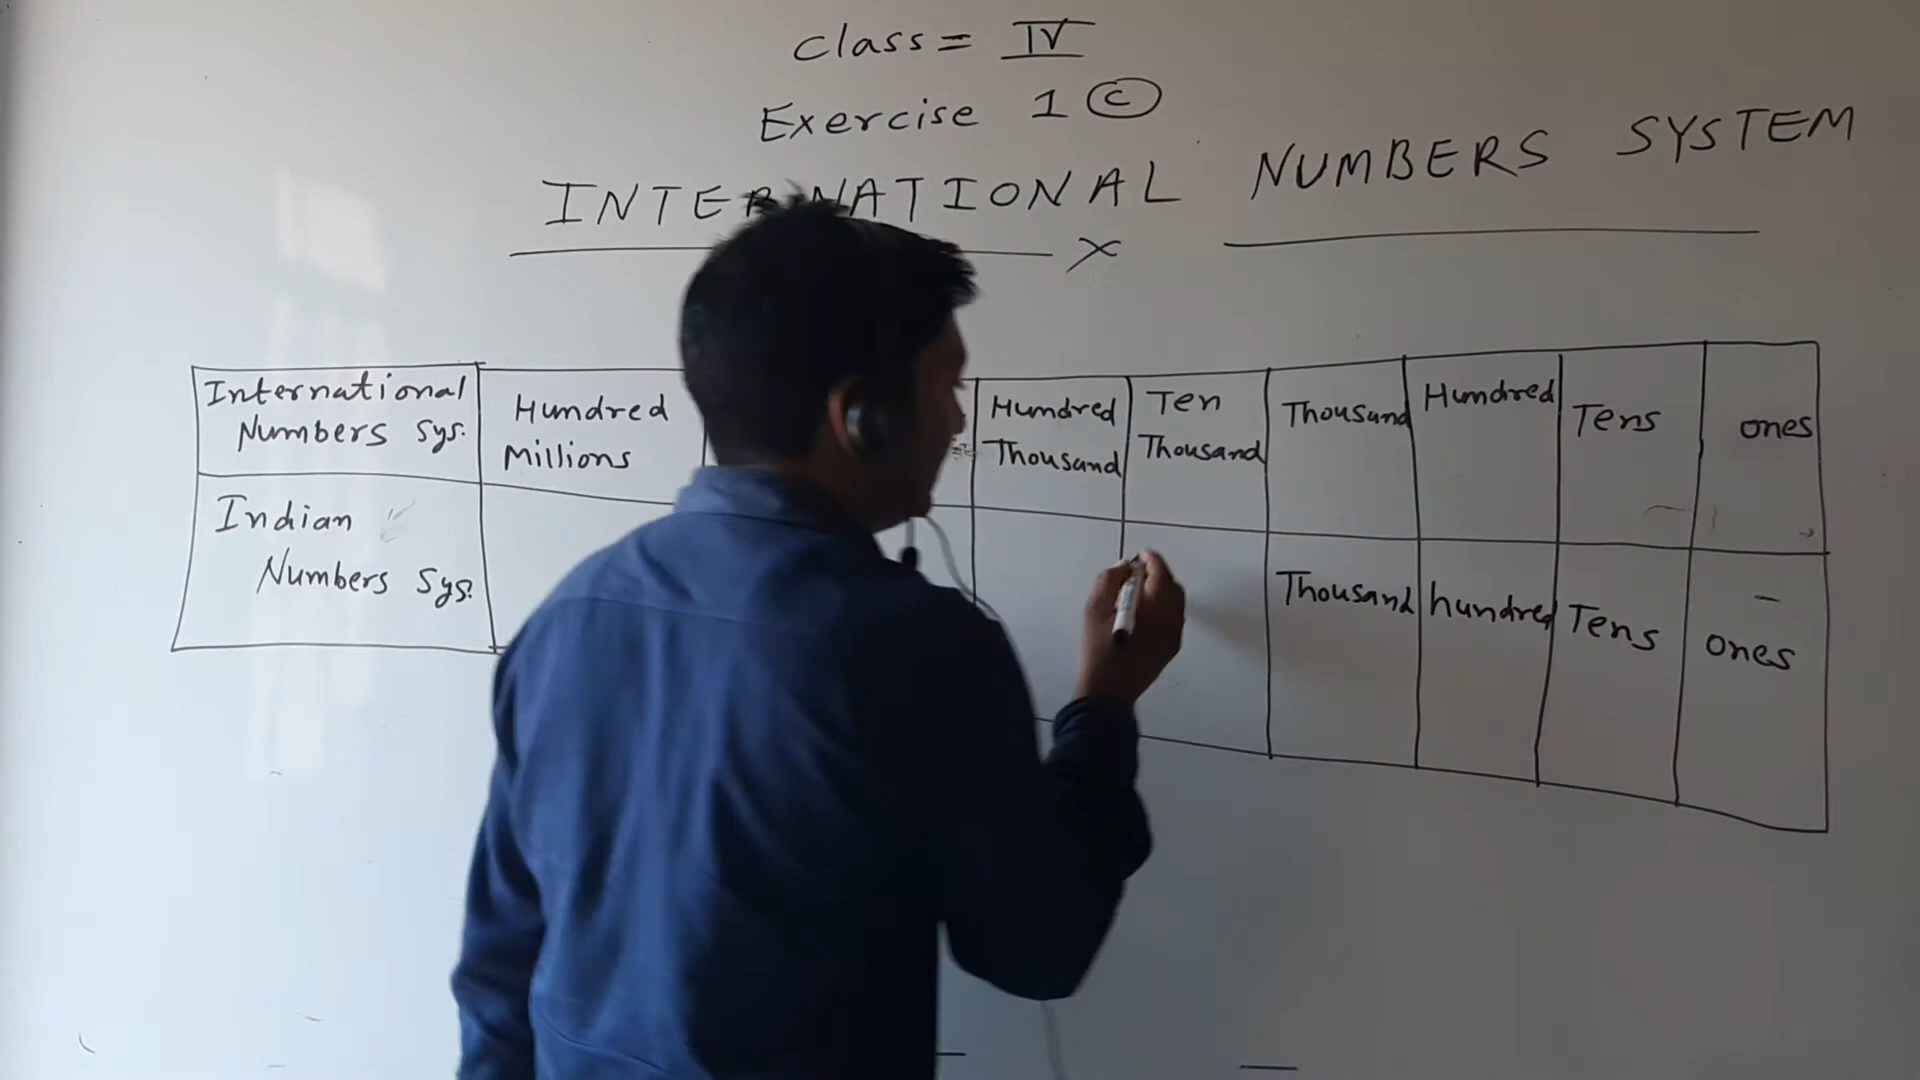 Class = IV
Exercise 1 (C)
INTERNATIONAL NUMBERS SYSTEM
International Numbers Sys.
Hundred Millions
Hundred Thousand
Ten Thousand
Thousand
Hundred
Tens
ones
Indian Numbers Sys.
Thousand
hundred
Tens
ones